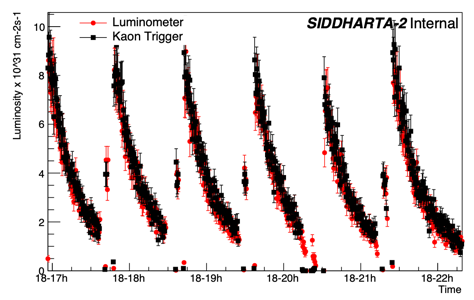 Luminosity x 10^31 cm-2s-1
Luminometer
Kaon Trigger
SIDDHARTA-2 Internal
10
8
6
4
2
0
18-17h 18-18h 18-19h 18-20h 18-21h 18-22h
Time